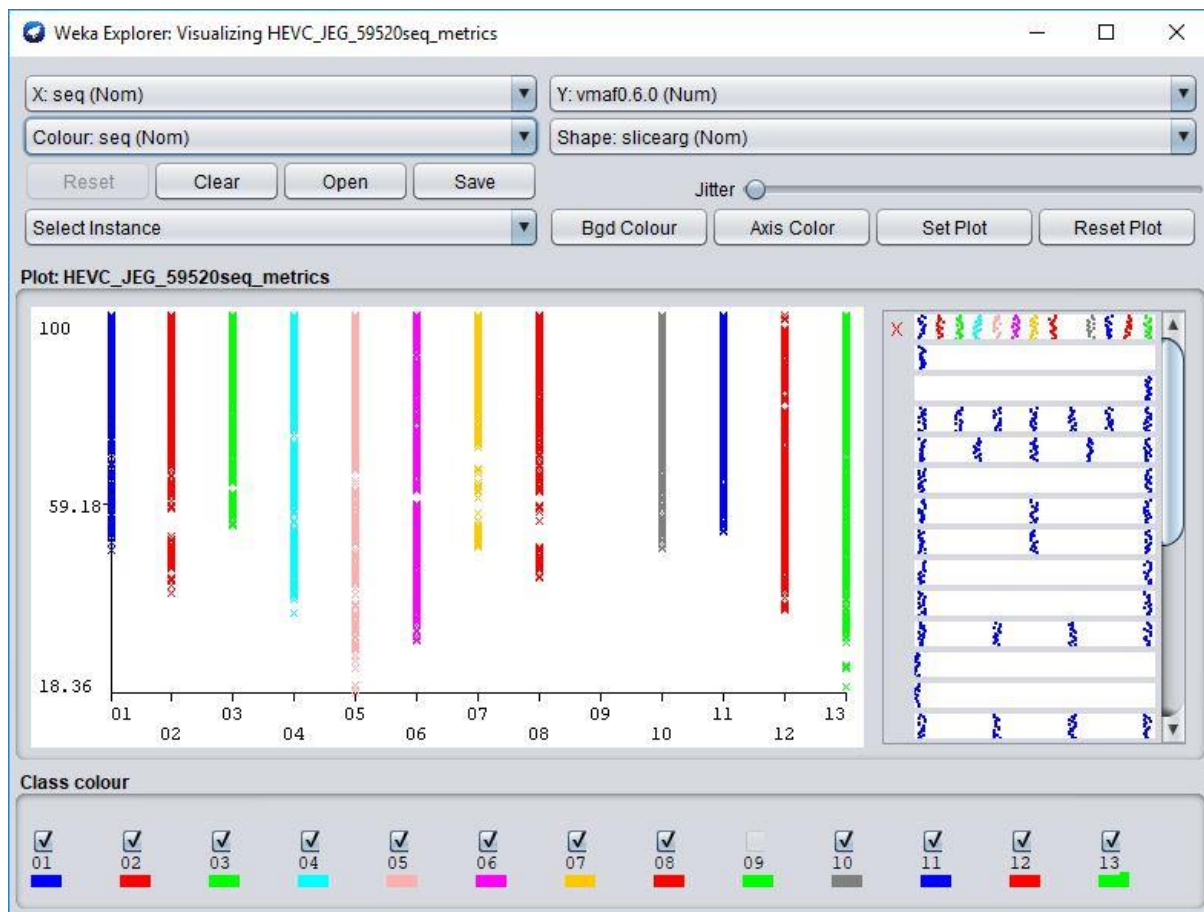 Weka Explorer: Visualizing HEVC_JEG_59520seq_metrics
X: seq (Nom) Y: vmaf0.6.0 (Num)
Colour: seq (Nom) Shape: slicearg (Nom)
Reset Clear Open Save Jitter
Select Instance Bgd Colour Axis Color Set Plot Reset Plot
Plot: HEVC_JEG_59520seq_metrics
100
59.18
18.36
01 03 05 07 09 11 13
02 04 06 08 10 12
X
Class colour
01 02 03 04 05 06 07 08 09 10 11 12 13